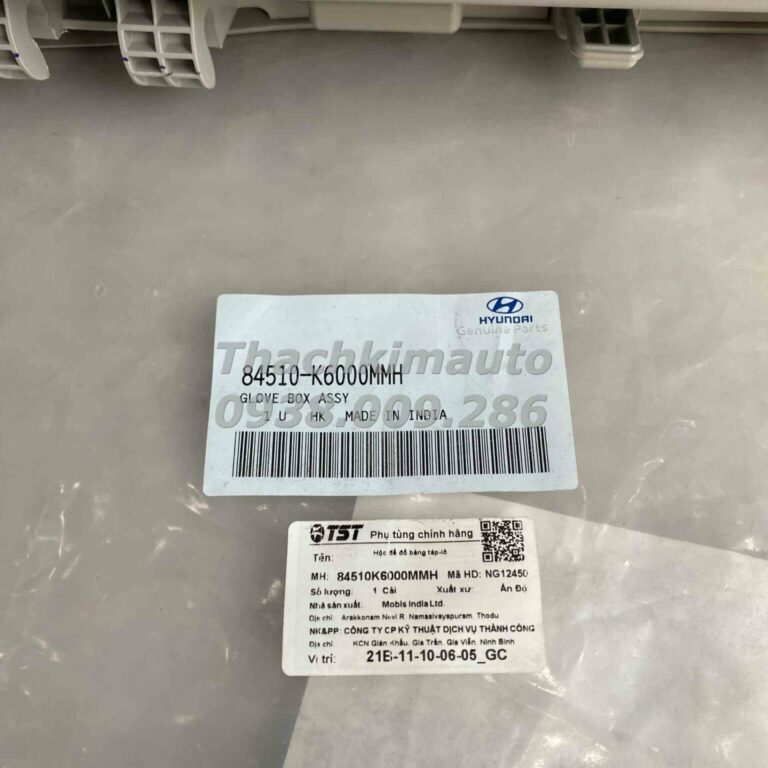 HYUNDAI
Genuine Parts
Thachkimauto
84510-K6000MMH
GLOVE BOX ASSY
0938.009.286
1 U HK MADE IN INDIA
TST Phụ tùng chính hãng
Tên: Hộc để đồ bảng táp-lô
MH: 84510K6000MMH Mã HD: NG12450
Số lượng: 1 Cái Xuất xứ: Ấn Độ
Nhà sản xuất: Mobis India Ltd
Địa chỉ: Arakkonam Nuvi R. Namasivayapuram, Thodu
NK&PP: CÔNG TY CP KỸ THUẬT DỊCH VỤ THÀNH CÔNG
Địa chỉ: KCN Gián Khẩu, Gia Trấn, Gia Viễn, Ninh Bình
Vị trí: 21E-11-10-06-05_GC